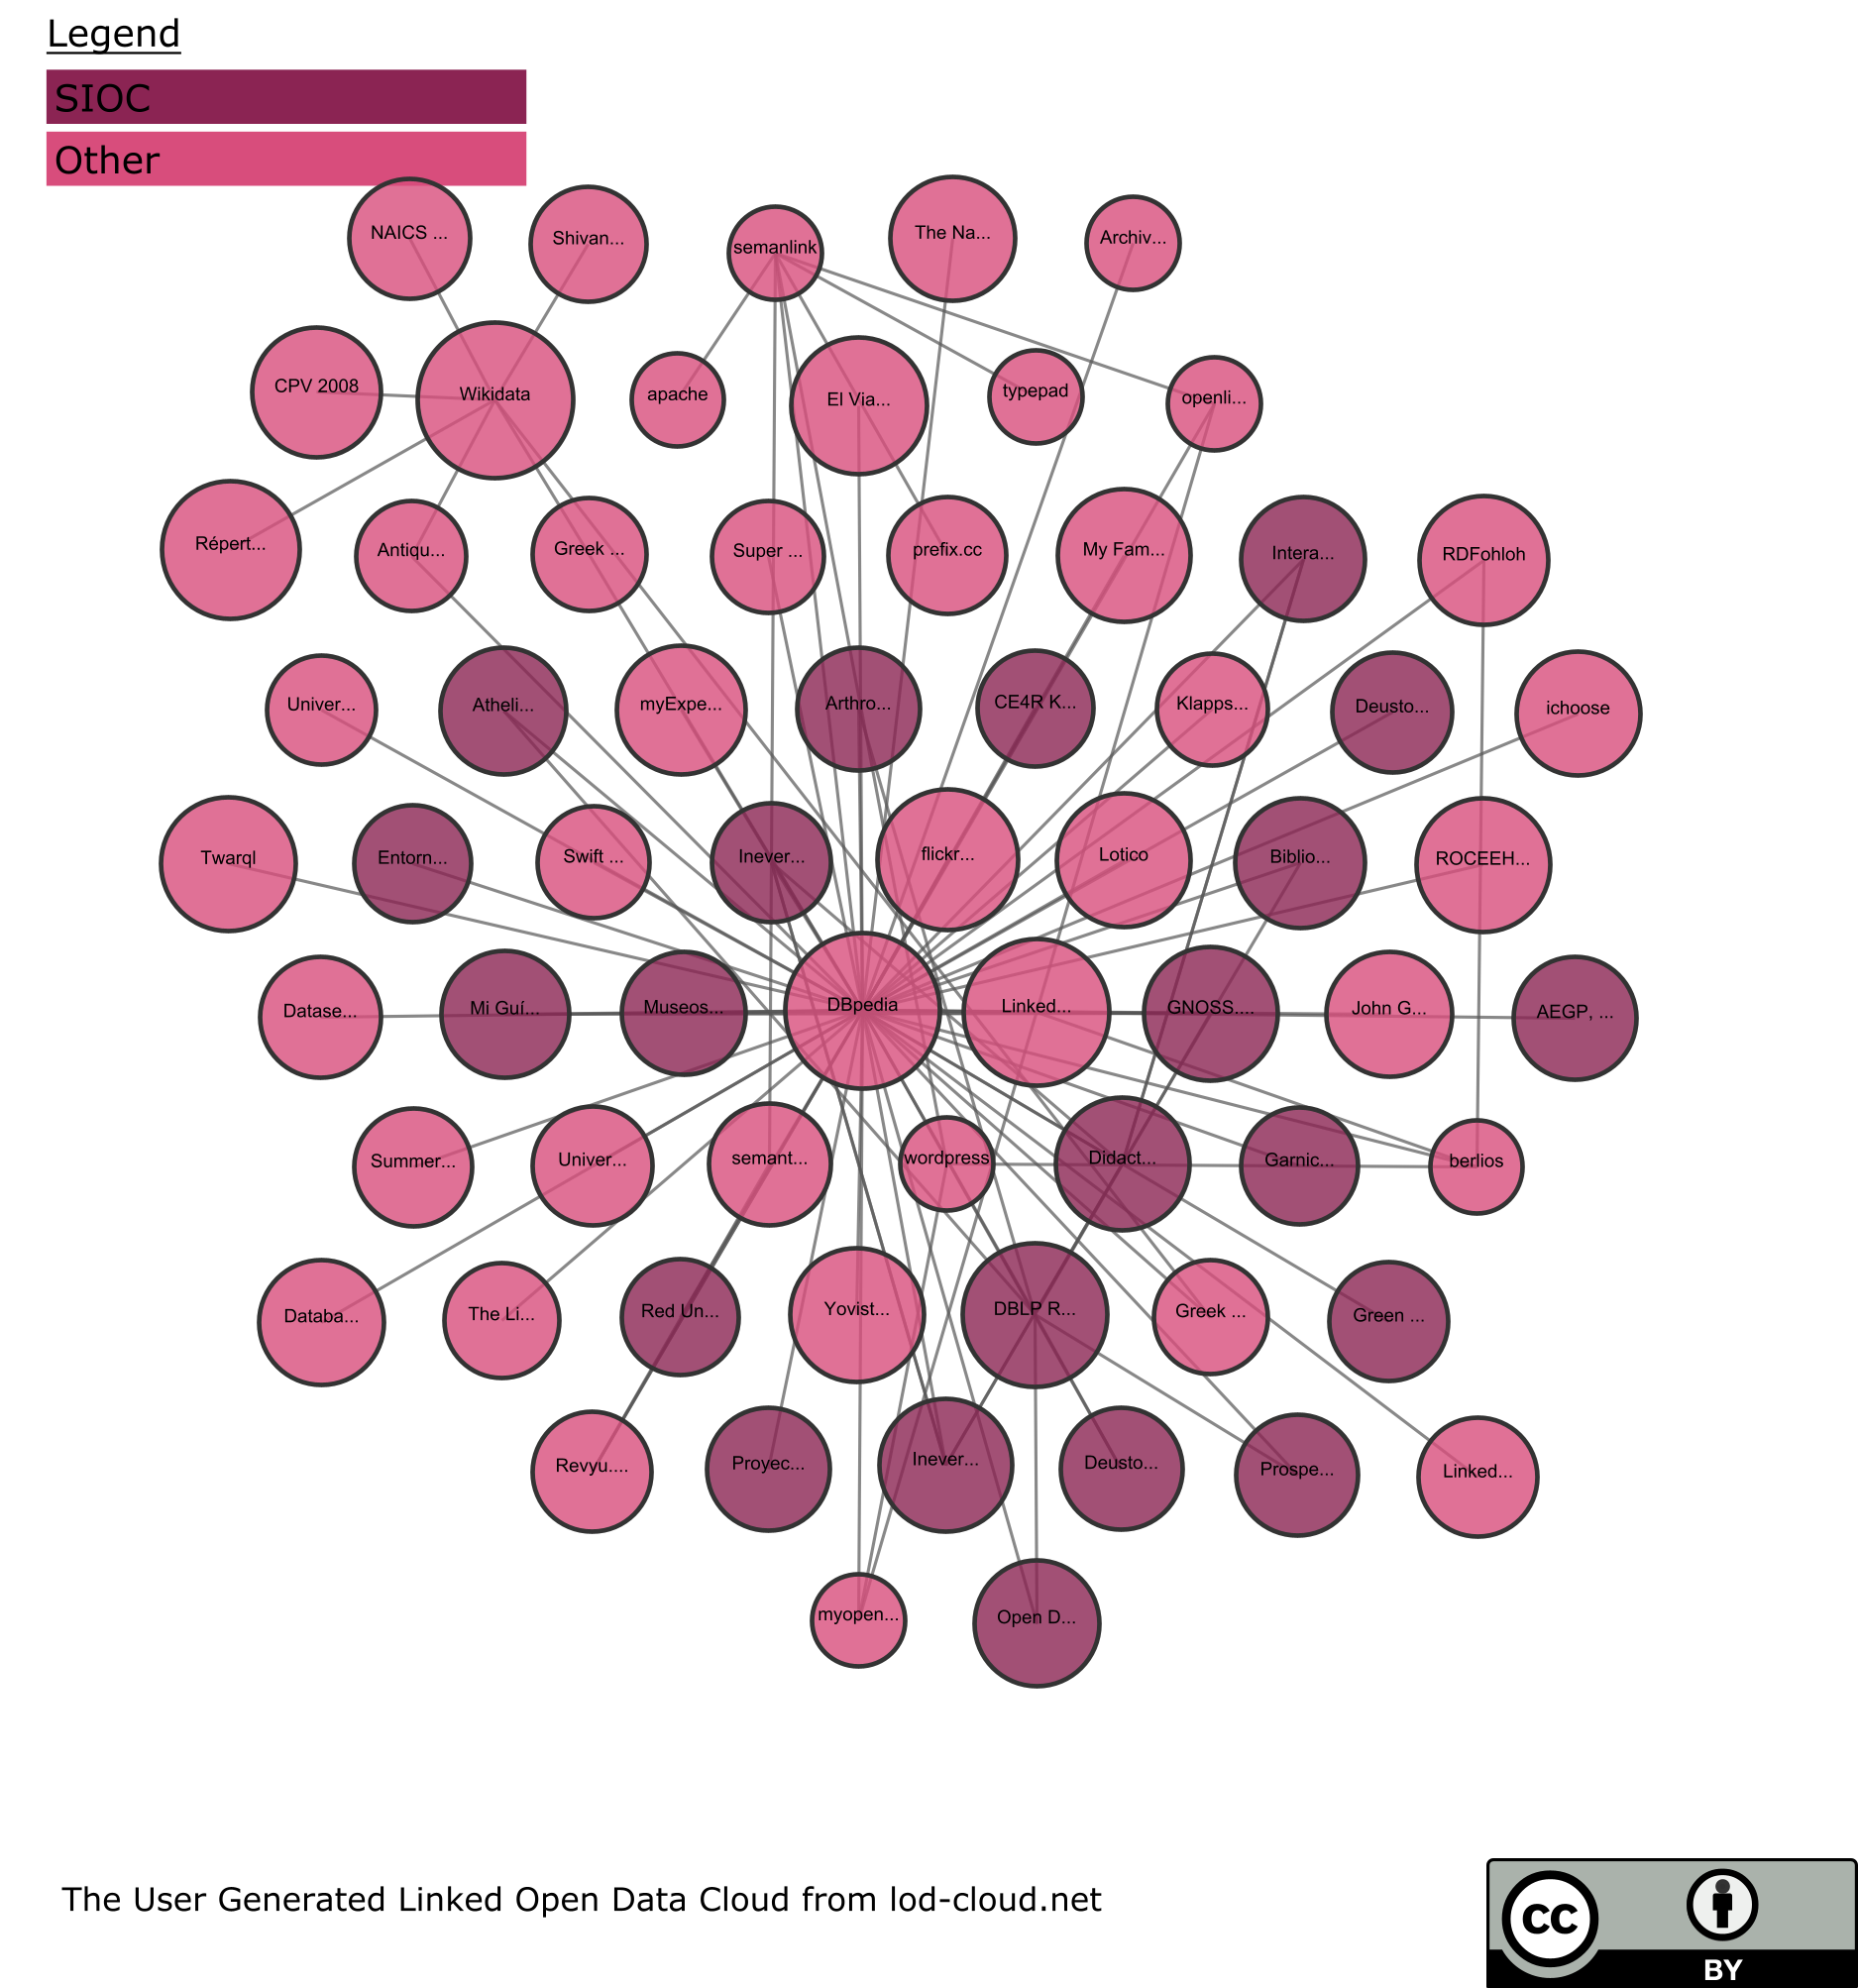 Legend
SIOC
Other
NAICS ...
Shivan...
semanlink
The Na...
Archiv...
CPV 2008
Wikidata
apache
El Via...
typepad
openli...
Répert...
Antiqu...
Greek ...
Super ...
prefix.cc
My Fam...
Intera...
RDFohloh
Univer...
Atheli...
myExpe...
Arthro...
CE4R K...
Klapps...
Deusto...
ichoose
Twarql
Entorn...
Swift ...
Inever...
flickr...
Lotico
Biblio...
ROCEEH...
Datase...
Mi Guí...
Museos...
DBpedia
Linked...
GNOSS....
John G...
AEGP, ...
Summer...
Univer...
semant...
wordpress
Didact...
Garnic...
berlios
Databa...
The Li...
Red Un...
Yovist...
DBLP R...
Greek ...
Green ...
Revyu....
Proyec...
Inever...
Deusto...
Prospe...
Linked...
myopen...
Open D...
The User Generated Linked Open Data Cloud from lod-cloud.net
cc
BY